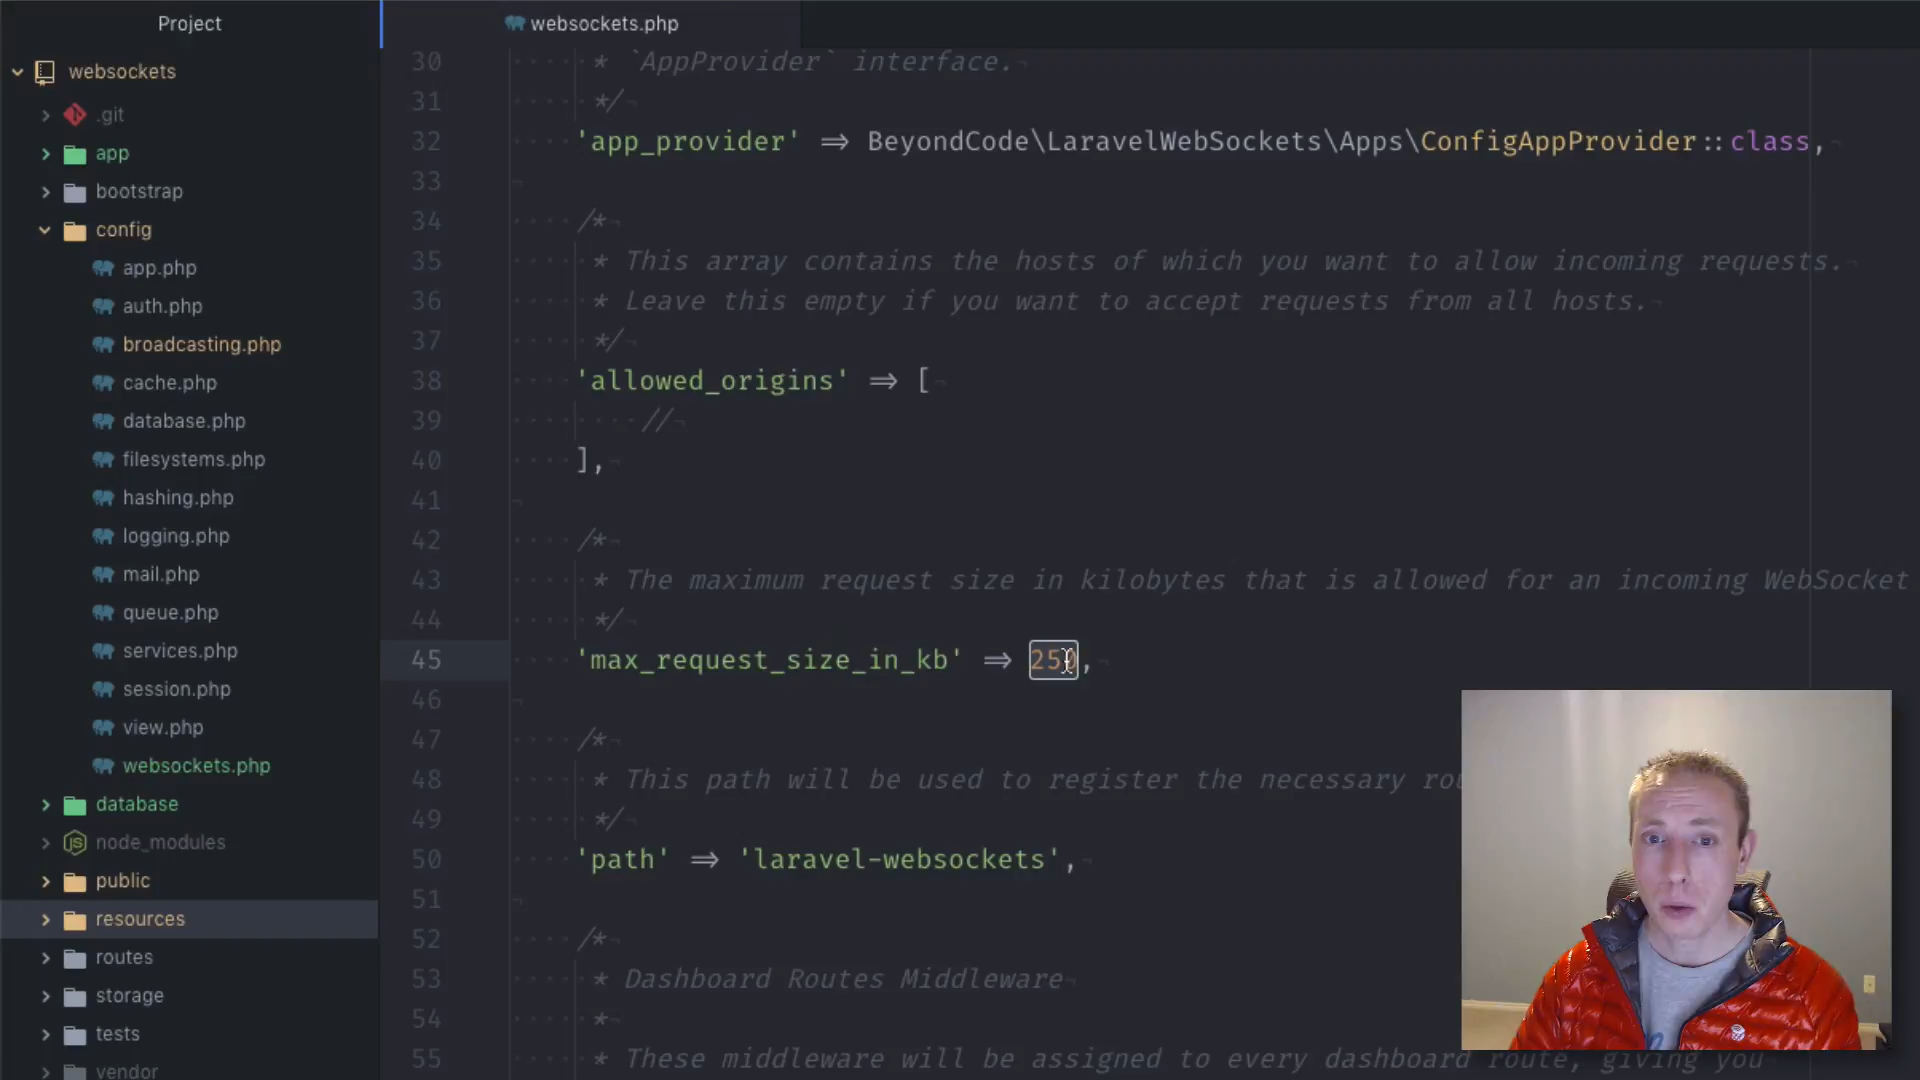 Project
websockets
.git
app
bootstrap
config
app.php
auth.php
broadcasting.php
cache.php
database.php
filesystems.php
hashing.php
logging.php
mail.php
queue.php
services.php
session.php
view.php
websockets.php
database
node_modules
public
resources
routes
storage
tests
vendor
websockets.php
30 * `AppProvider` interface.
31 */
32 'app_provider' => BeyondCode\LaravelWebSockets\Apps\ConfigAppProvider::class,
33
34 /*
35 * This array contains the hosts of which you want to allow incoming requests.
36 * Leave this empty if you want to accept requests from all hosts.
37 */
38 'allowed_origins' => [
39 //
40 ],
41
42 /*
43 * The maximum request size in kilobytes that is allowed for an incoming WebSocket
44 */
45 'max_request_size_in_kb' => 250,
46
47 /*
48 * This path will be used to register the necessary
49 */
50 'path' => 'laravel-websockets',
51
52 /*
53 * Dashboard Routes Middleware
54 *
55 * These middleware will be assigned to every dashboard route, giving you